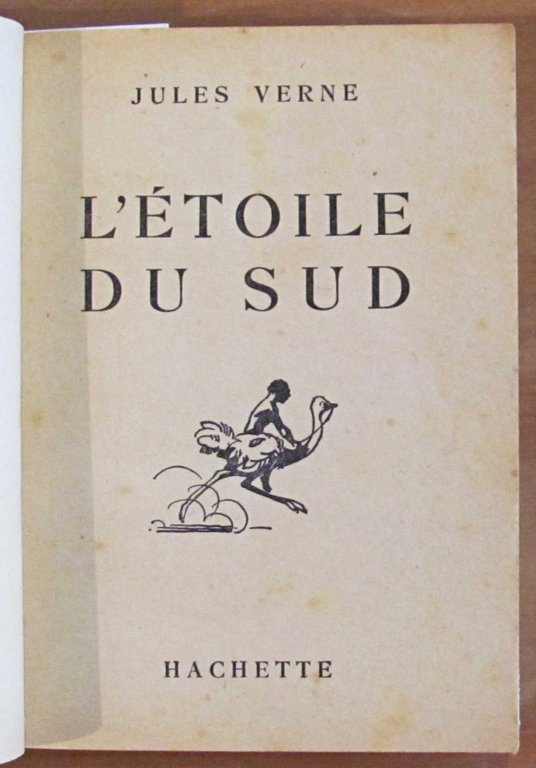 JULES VERNE
L'ÉTOILE
DU SUD
HACHETTE